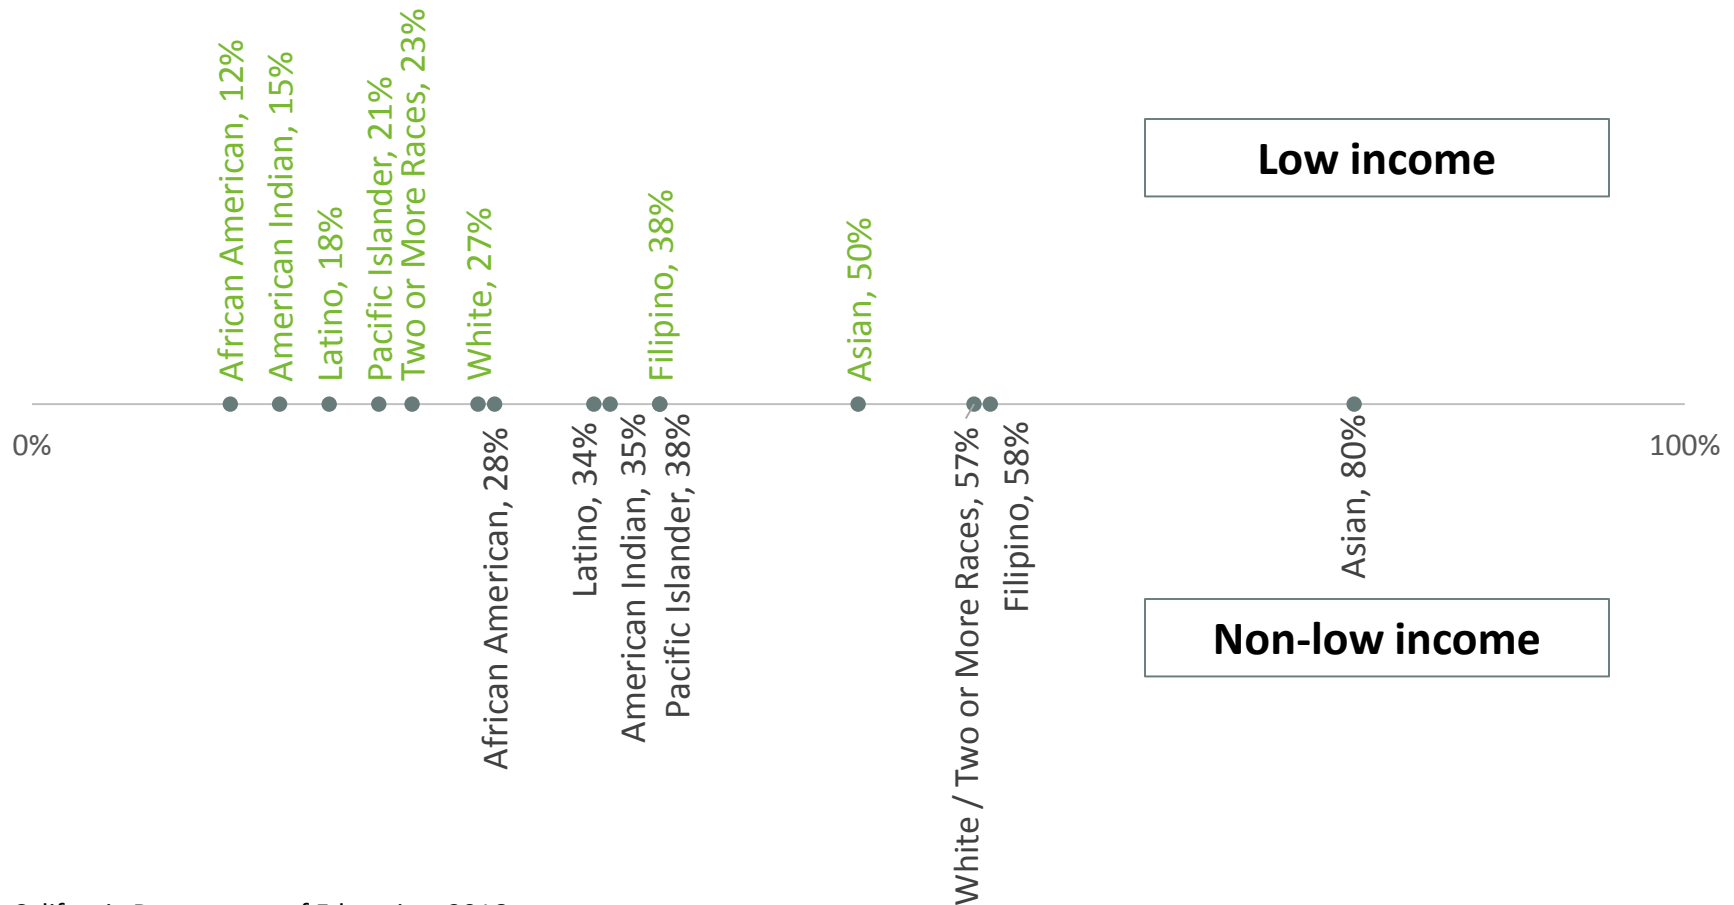 African American, 12%
American Indian, 15%
Latino, 18%
Pacific Islander, 21%
Two or More Races, 23%
White, 27%
Filipino, 38%
Asian, 50%
Low income
0%
100%
African American, 28%
Latino, 34%
American Indian, 35%
Pacific Islander, 38%
White / Two or More Races, 57%
Filipino, 58%
Asian, 80%
Non-low income